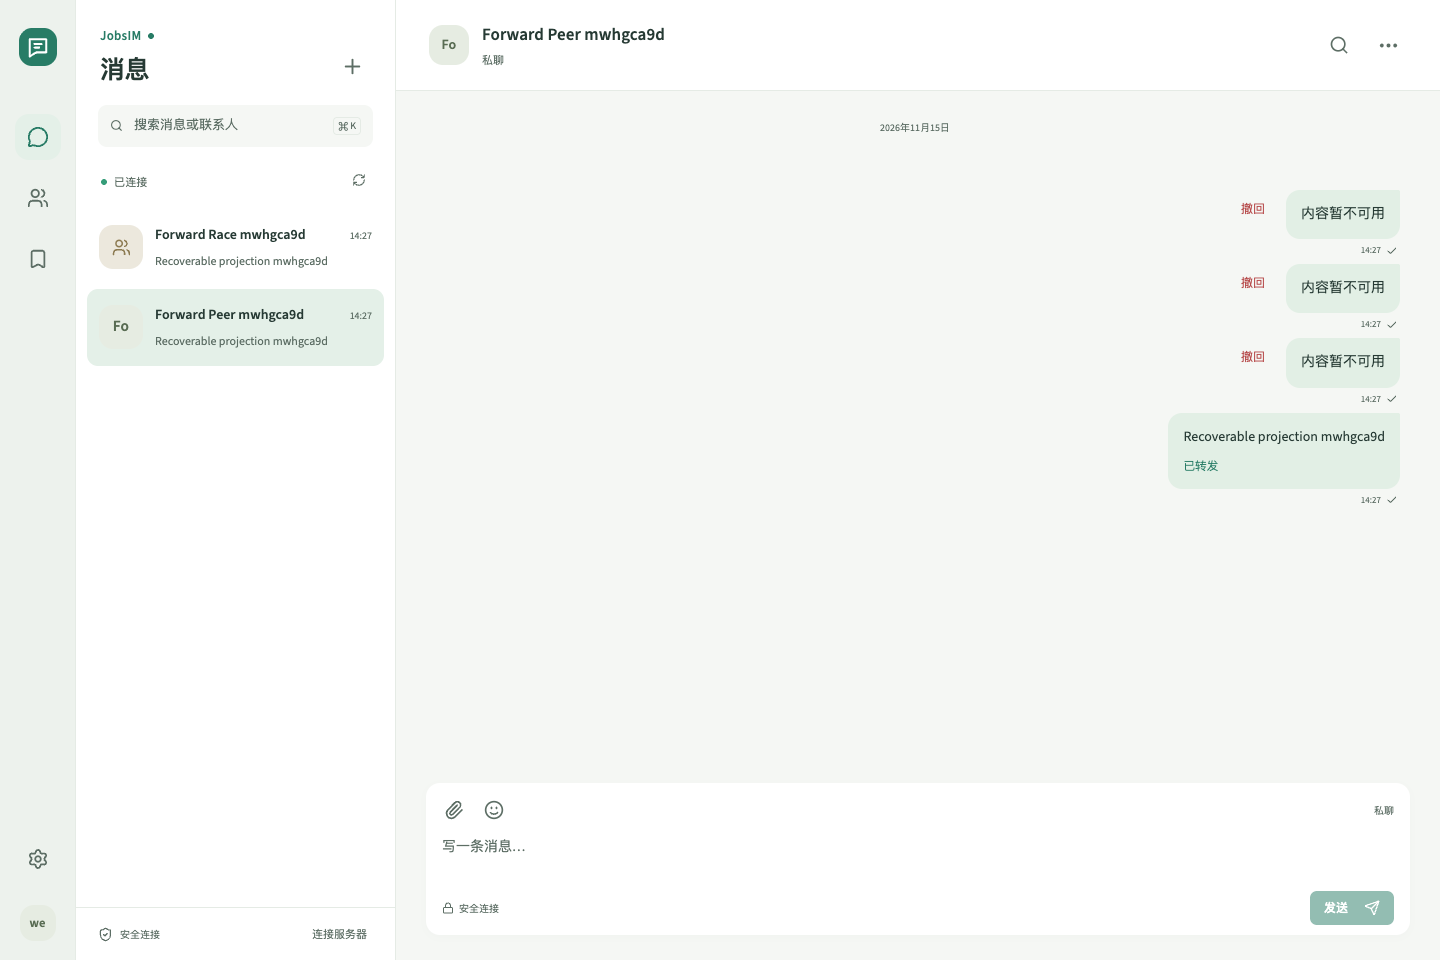 JobsIM
消息
搜索消息或联系人
⌘K
已连接
Forward Race mwhgca9d
14:27
Recoverable projection mwhgca9d
Fo
Forward Peer mwhgca9d
14:27
Recoverable projection mwhgca9d
we
安全连接
连接服务器
Fo
Forward Peer mwhgca9d
私聊
2026年11月15日
撤回
内容暂不可用
14:27
撤回
内容暂不可用
14:27
撤回
内容暂不可用
14:27
Recoverable projection mwhgca9d
已转发
14:27
私聊
写一条消息…
安全连接
发送